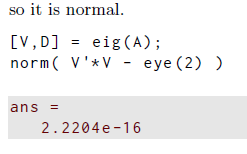 so it is normal.
[V,D] = eig(A);
norm( V'*V - eye(2) )
ans =
2.2204e-16